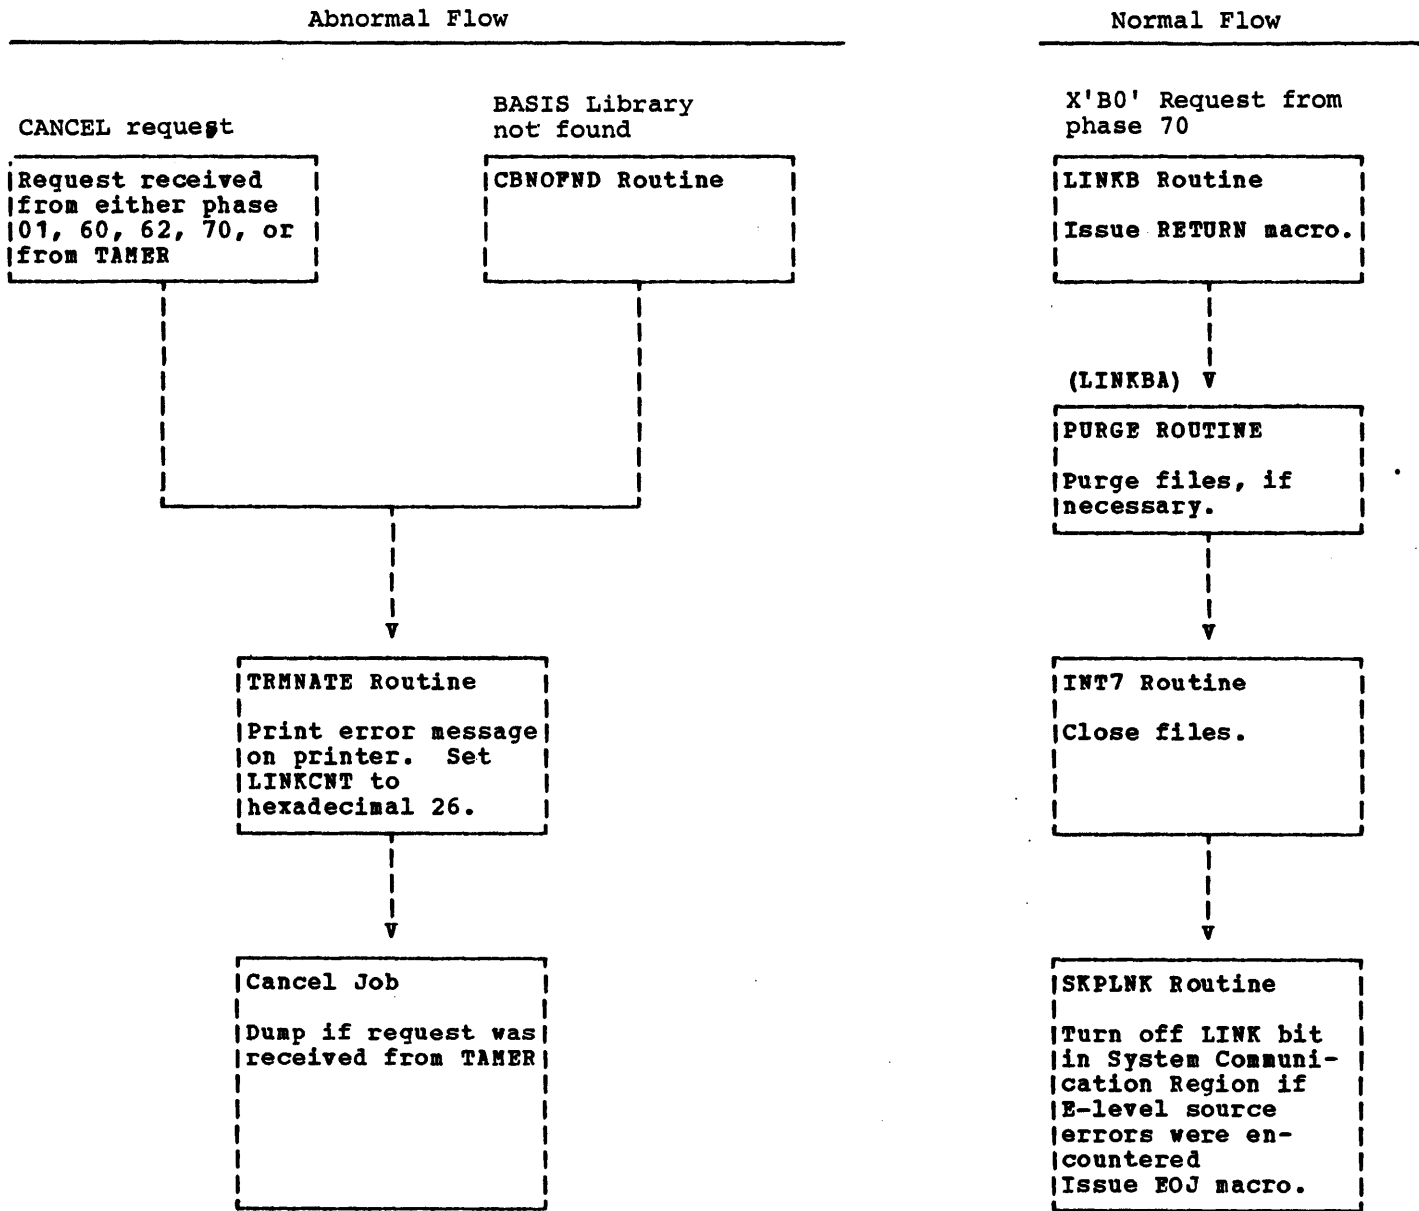 Abnormal Flow
Normal Flow
CANCEL request
BASIS Library
not found
X'B0' Request from
phase 70
Request received
from either phase
01, 60, 62, 70, or
from TAMER
CBNOFND Routine
LINKB Routine
Issue RETURN macro.
(LINKBA)
PURGE ROUTINE
Purge files, if
necessary.
TRMNATE Routine
Print error message
on printer. Set
LINKCNT to
hexadecimal 26.
INT7 Routine
Close files.
Cancel Job
Dump if request was
received from TAMER
SKPLNK Routine
Turn off LINK bit
in System Communi-
cation Region if
E-level source
errors were en-
countered
Issue EOJ macro.